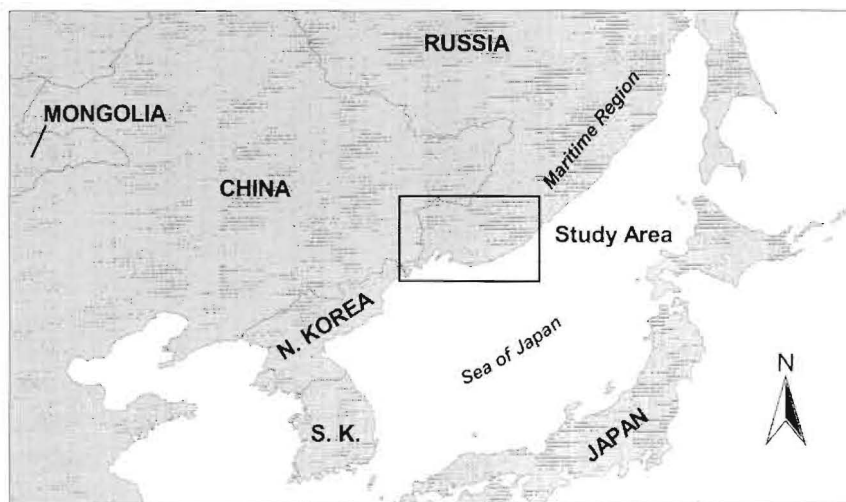 RUSSIA
MONGOLIA
Maritime Region
CHINA
Study Area
N. KOREA
Sea of Japan
N
S. K.
JAPAN